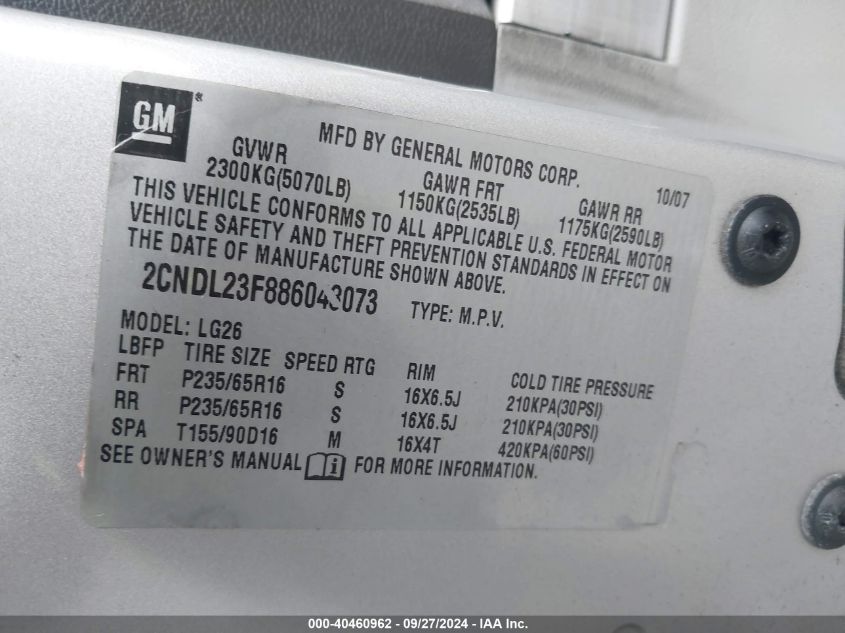 GM
MFD BY GENERAL MOTORS CORP. 10/07
GVWR GAWR FRT GAWR RR
2300KG(5070LB) 1150KG(2535LB) 1175KG(2590LB)
THIS VEHICLE CONFORMS TO ALL APPLICABLE U.S. FEDERAL MOTOR
VEHICLE SAFETY AND THEFT PREVENTION STANDARDS IN EFFECT ON
THE DATE OF MANUFACTURE SHOWN ABOVE.
2CNDL23F886043073 TYPE: M.P.V.
MODEL: LG26
LBFP TIRE SIZE SPEED RTG RIM COLD TIRE PRESSURE
FRT P235/65R16 S 16X6.5J 210KPA(30PSI)
RR P235/65R16 S 16X6.5J 210KPA(30PSI)
SPA T155/90D16 M 16X4T 420KPA(60PSI)
SEE OWNER'S MANUAL i FOR MORE INFORMATION.
000-40460962 - 09/27/2024 - IAA Inc.